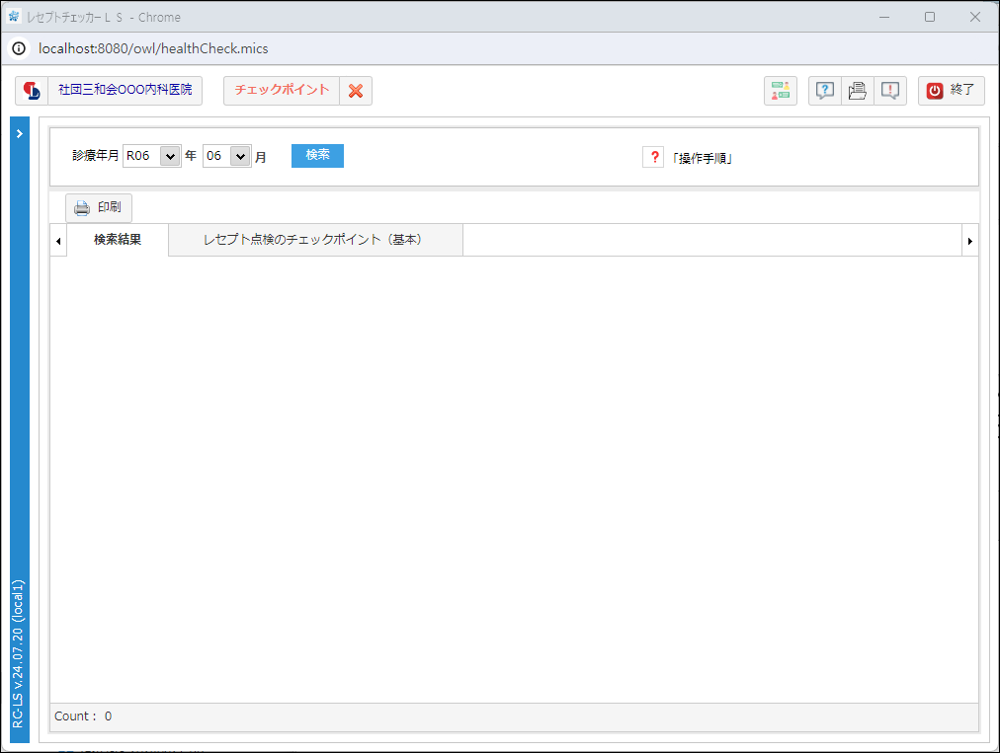 レセプトチェッカーＬＳ - Chrome
localhost:8080/owl/healthCheck.mics
社団三和会OOO内科医院 チェックポイント 終了
診療年月 R06 年 06 月 検索 ? 「操作手順」
印刷
検索結果 レセプト点検のチェックポイント（基本）
RC-LS v.24.07.20 (local1)
Count : 0